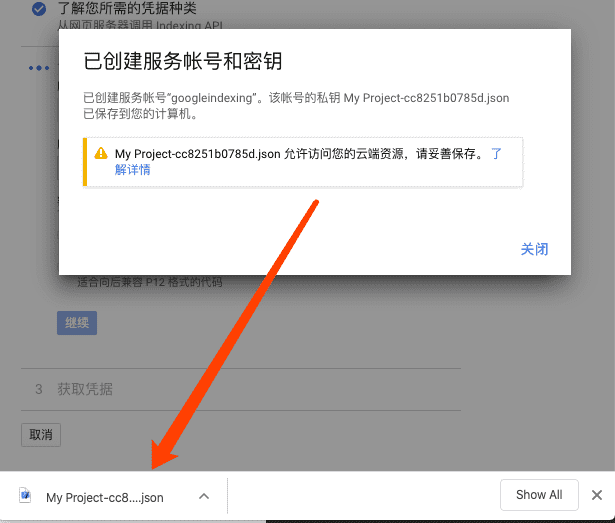 了解您所需的凭据种类
从网页服务器调用 Indexing API
已创建服务帐号和密钥
已创建服务帐号“googleindexing”。该帐号的私钥 My Project-cc8251b0785d.json
已保存到您的计算机。
My Project-cc8251b0785d.json 允许访问您的云端资源，请妥善保存。 了
解详情
关闭
适合向后兼容 P12 格式的代码
继续
3 获取凭据
取消
My Project-cc8....json
Show All